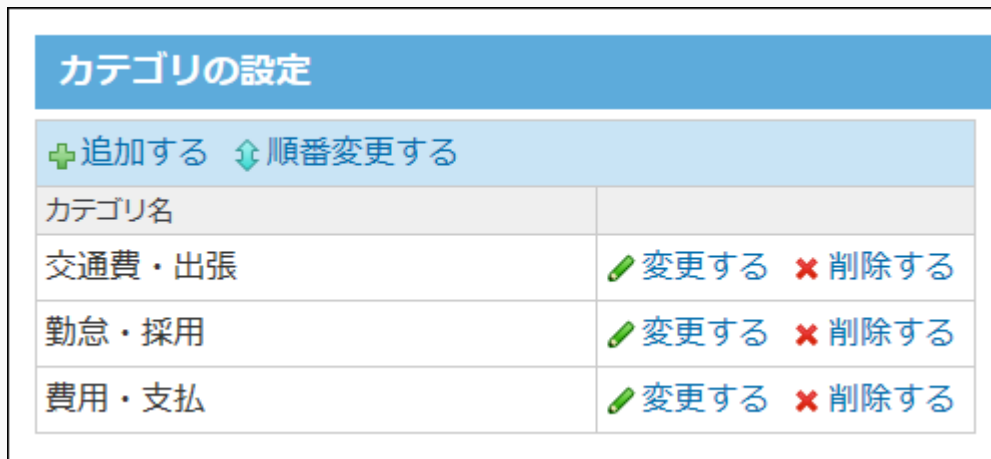 カテゴリの設定
追加する 順番変更する
カテゴリ名
交通費・出張 変更する 削除する
勤怠・採用 変更する 削除する
費用・支払 変更する 削除する